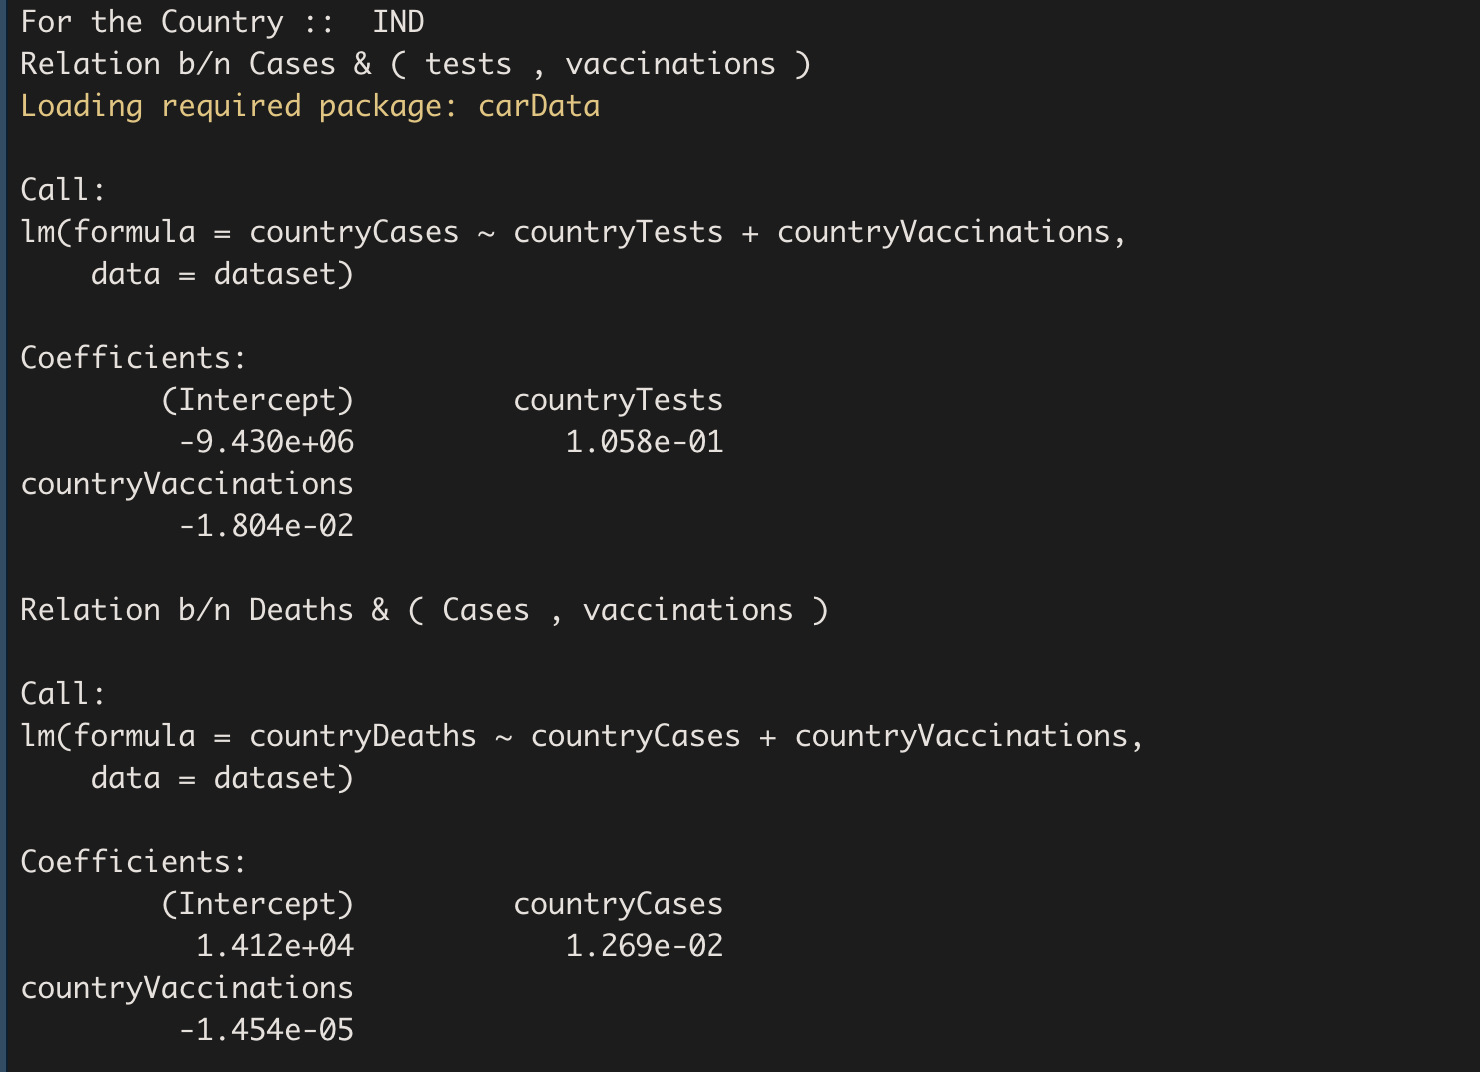 For the Country ::  IND
Relation b/n Cases & ( tests , vaccinations )
Loading required package: carData
Call:
lm(formula = countryCases ~ countryTests + countryVaccinations,
    data = dataset)
Coefficients:
        (Intercept)         countryTests
         -9.430e+06            1.058e-01
countryVaccinations
         -1.804e-02
Relation b/n Deaths & ( Cases , vaccinations )
Call:
lm(formula = countryDeaths ~ countryCases + countryVaccinations,
    data = dataset)
Coefficients:
        (Intercept)         countryCases
          1.412e+04            1.269e-02
countryVaccinations
         -1.454e-05